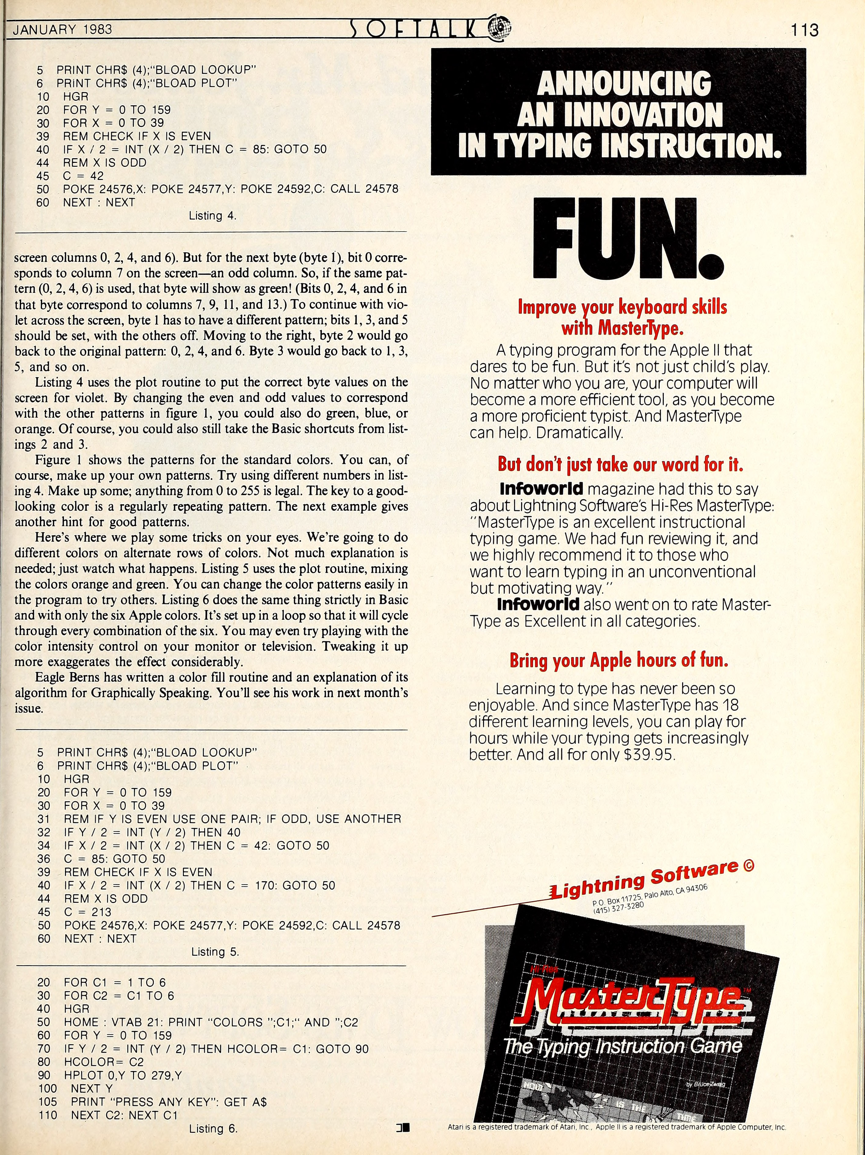 JANUARY 1983
SOFTALK
113
5 PRINT CHR$ (4);"BLOAD LOOKUP"
6 PRINT CHR$ (4);"BLOAD PLOT"
10 HGR
20 FOR Y = 0 TO 159
30 FOR X = 0 TO 39
39 REM CHECK IF X IS EVEN
40 IF X / 2 = INT (X / 2) THEN C = 85: GOTO 50
44 REM X IS ODD
45 C = 42
50 POKE 24576,X: POKE 24577,Y: POKE 24592,C: CALL 24578
60 NEXT : NEXT
Listing 4.
screen columns 0, 2, 4, and 6). But for the next byte (byte 1), bit 0 corre-
sponds to column 7 on the screen—an odd column. So, if the same pat-
tern (0, 2, 4, 6) is used, that byte will show as green! (Bits 0, 2, 4, and 6 in
that byte correspond to columns 7, 9, 11, and 13.) To continue with vio-
let across the screen, byte 1 has to have a different pattern; bits 1, 3, and 5
should be set, with the others off. Moving to the right, byte 2 would go
back to the original pattern: 0, 2, 4, and 6. Byte 3 would go back to 1, 3,
5, and so on.
Listing 4 uses the plot routine to put the correct byte values on the
screen for violet. By changing the even and odd values to correspond
with the other patterns in figure 1, you could also do green, blue, or
orange. Of course, you could also still take the Basic shortcuts from list-
ings 2 and 3.
Figure 1 shows the patterns for the standard colors. You can, of
course, make up your own patterns. Try using different numbers in list-
ing 4. Make up some; anything from 0 to 255 is legal. The key to a good-
looking color is a regularly repeating pattern. The next example gives
another hint for good patterns.
Here's where we play some tricks on your eyes. We're going to do
different colors on alternate rows of colors. Not much explanation is
needed; just watch what happens. Listing 5 uses the plot routine, mixing
the colors orange and green. You can change the color patterns easily in
the program to try others. Listing 6 does the same thing strictly in Basic
and with only the six Apple colors. It's set up in a loop so that it will cycle
through every combination of the six. You may even try playing with the
color intensity control on your monitor or television. Tweaking it up
more exaggerates the effect considerably.
Eagle Berns has written a color fill routine and an explanation of its
algorithm for Graphically Speaking. You'll see his work in next month's
issue.
5 PRINT CHR$ (4);"BLOAD LOOKUP"
6 PRINT CHR$ (4);"BLOAD PLOT"
10 HGR
20 FOR Y = 0 TO 159
30 FOR X = 0 TO 39
31 REM IF Y IS EVEN USE ONE PAIR; IF ODD, USE ANOTHER
32 IF Y / 2 = INT (Y / 2) THEN 40
34 IF X / 2 = INT (X / 2) THEN C = 42: GOTO 50
36 C = 85: GOTO 50
39 REM CHECK IF X IS EVEN
40 IF X / 2 = INT (X / 2) THEN C = 170: GOTO 50
44 REM X IS ODD
45 C = 213
50 POKE 24576,X: POKE 24577,Y: POKE 24592,C: CALL 24578
60 NEXT : NEXT
Listing 5.
20 FOR C1 = 1 TO 6
30 FOR C2 = C1 TO 6
40 HGR
50 HOME : VTAB 21: PRINT "COLORS ";C1;" AND ";C2
60 FOR Y = 0 TO 159
70 IF Y / 2 = INT (Y / 2) THEN HCOLOR= C1: GOTO 90
80 HCOLOR= C2
90 HPLOT 0,Y TO 279,Y
100 NEXT Y
105 PRINT "PRESS ANY KEY": GET A$
110 NEXT C2: NEXT C1
Listing 6.
ANNOUNCING
AN INNOVATION
IN TYPING INSTRUCTION.
FUN.
Improve your keyboard skills
with MasterType.
A typing program for the Apple II that
dares to be fun. But it's not just child's play.
No matter who you are, your computer will
become a more efficient tool, as you become
a more proficient typist. And MasterType
can help. Dramatically.
But don't just take our word for it.
Infoworld magazine had this to say
about Lightning Software's Hi-Res MasterType:
"MasterType is an excellent instructional
typing game. We had fun reviewing it, and
we highly recommend it to those who
want to learn typing in an unconventional
but motivating way."
Infoworld also went on to rate Master-
Type as Excellent in all categories.
Bring your Apple hours of fun.
Learning to type has never been so
enjoyable. And since MasterType has 18
different learning levels, you can play for
hours while your typing gets increasingly
better. And all for only $39.95.
Lightning Software ©
P.O. Box 11725, Palo Alto, CA 94306
(415) 327-3280
MasterType™
The Typing Instruction Game
by Bruce Zweig
NOW IS THE TIME
Atari is a registered trademark of Atari, Inc., Apple II is a registered trademark of Apple Computer, Inc.